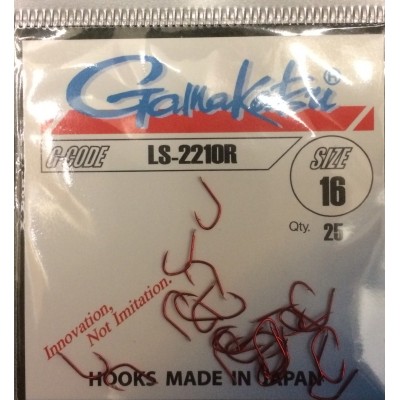 Gamakatsu®
G-CODE LS-2210R SIZE
16
Qty. 25
Innovation,
Not Imitation.
HOOKS MADE IN JAPAN